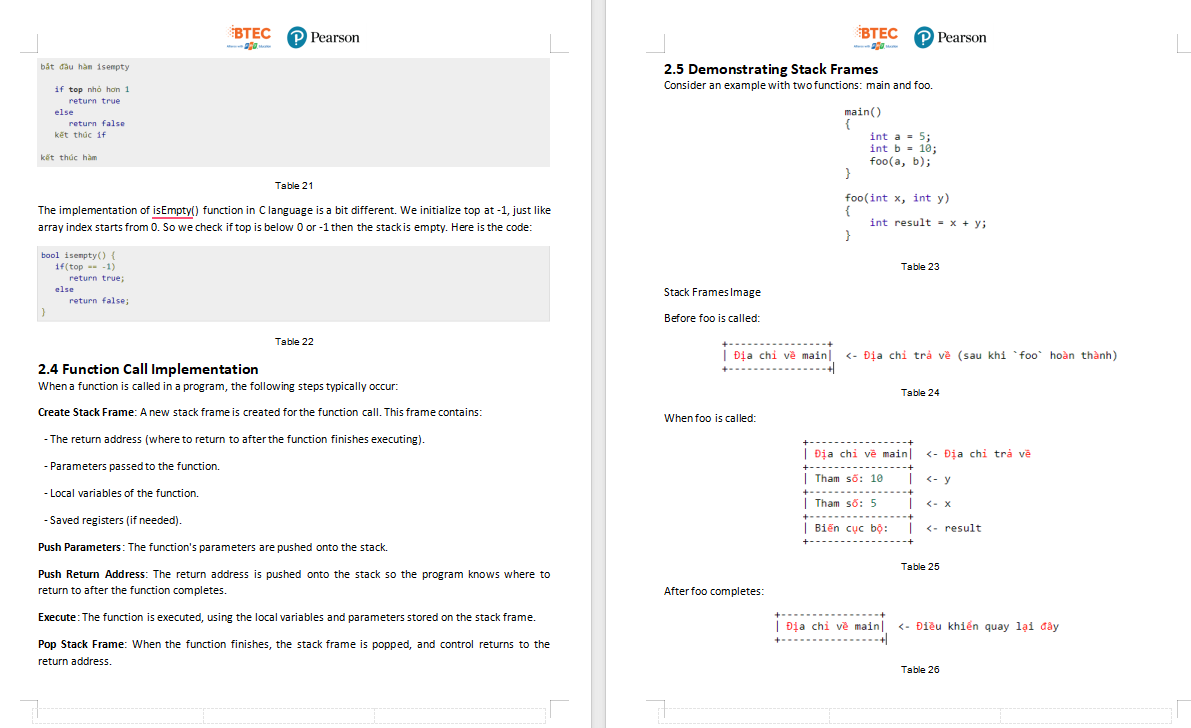 BTEC Pearson
bắt đầu hàm isempty
if top nhỏ hơn 1
return true
else
return false
kết thúc if
kết thúc hàm
Table 21
The implementation of isEmpty() function in C language is a bit different. We initialize top at -1, just like
array index starts from 0. So we check if top is below 0 or -1 then the stack is empty. Here is the code:
bool isempty() {
if(top == -1)
return true;
else
return false;
}
Table 22
2.4 Function Call Implementation
When a function is called in a program, the following steps typically occur:
Create Stack Frame: A new stack frame is created for the function call. This frame contains:
- The return address (where to return to after the function finishes executing).
- Parameters passed to the function.
- Local variables of the function.
- Saved registers (if needed).
Push Parameters: The function's parameters are pushed onto the stack.
Push Return Address: The return address is pushed onto the stack so the program knows where to
return to after the function completes.
Execute: The function is executed, using the local variables and parameters stored on the stack frame.
Pop Stack Frame: When the function finishes, the stack frame is popped, and control returns to the
return address.
BTEC Pearson
2.5 Demonstrating Stack Frames
Consider an example with two functions: main and foo.
main()
{
int a = 5;
int b = 10;
foo(a, b);
}
foo(int x, int y)
{
int result = x + y;
}
Table 23
Stack Frames Image
Before foo is called:
+----------------+
| Địa chỉ về main| <- Địa chỉ trả về (sau khi `foo` hoàn thành)
+----------------+
Table 24
When foo is called:
+----------------+
| Địa chỉ về main| <- Địa chỉ trả về
+----------------+
| Tham số: 10 | <- y
+----------------+
| Tham số: 5 | <- x
+----------------+
| Biến cục bộ: | <- result
+----------------+
Table 25
After foo completes:
+----------------+
| Địa chỉ về main| <- Điều khiển quay lại đây
+----------------+
Table 26